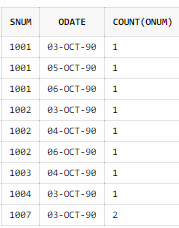 SNUM ODATE COUNT(ONUM)
1001 03-OCT-90 1
1001 05-OCT-90 1
1001 06-OCT-90 1
1002 03-OCT-90 1
1002 04-OCT-90 1
1002 06-OCT-90 1
1003 04-OCT-90 1
1004 03-OCT-90 1
1007 03-OCT-90 2